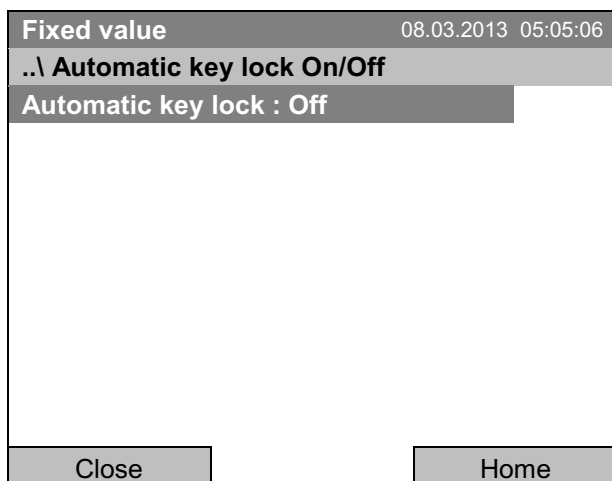 Fixed value 08.03.2013 05:05:06
..\ Automatic key lock On/Off
Automatic key lock : Off
Close Home